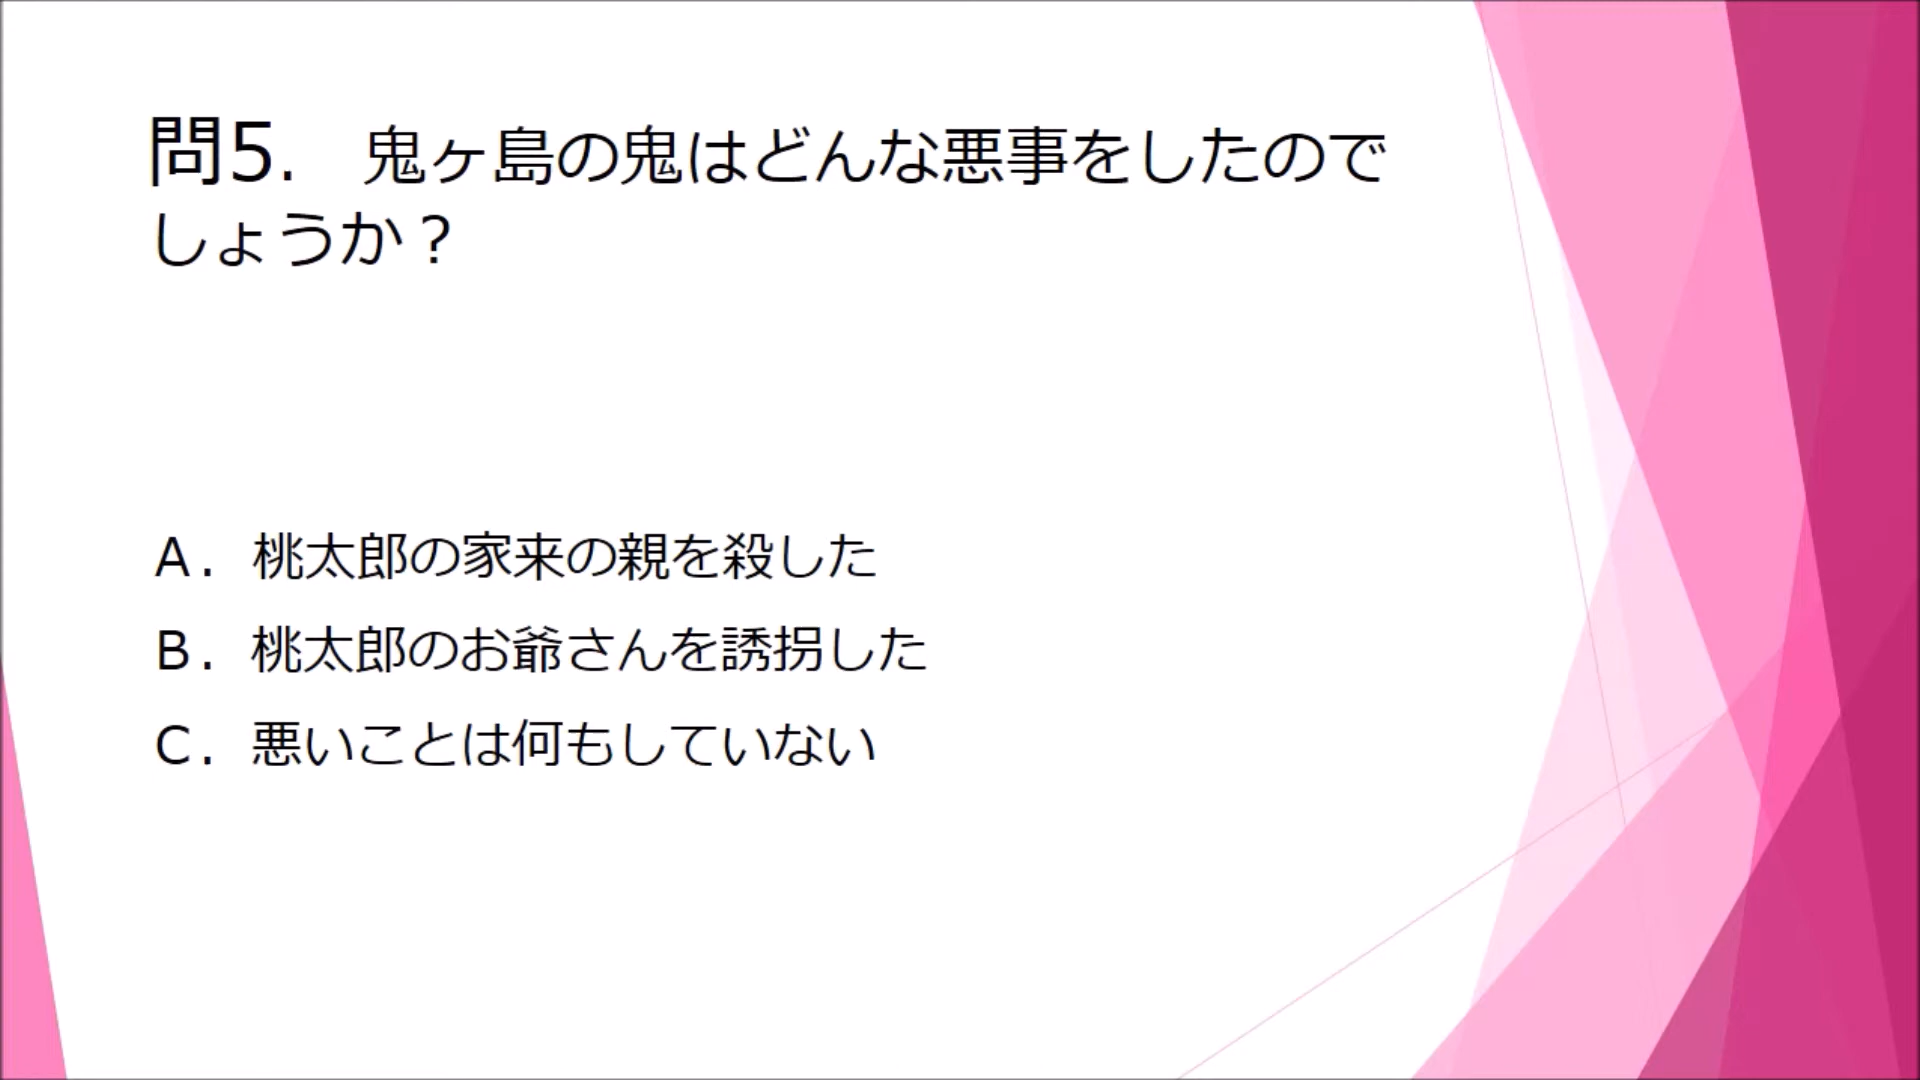 問5.　鬼ヶ島の鬼はどんな悪事をしたので
しょうか？
A．桃太郎の家来の親を殺した
B．桃太郎のお爺さんを誘拐した
C．悪いことは何もしていない